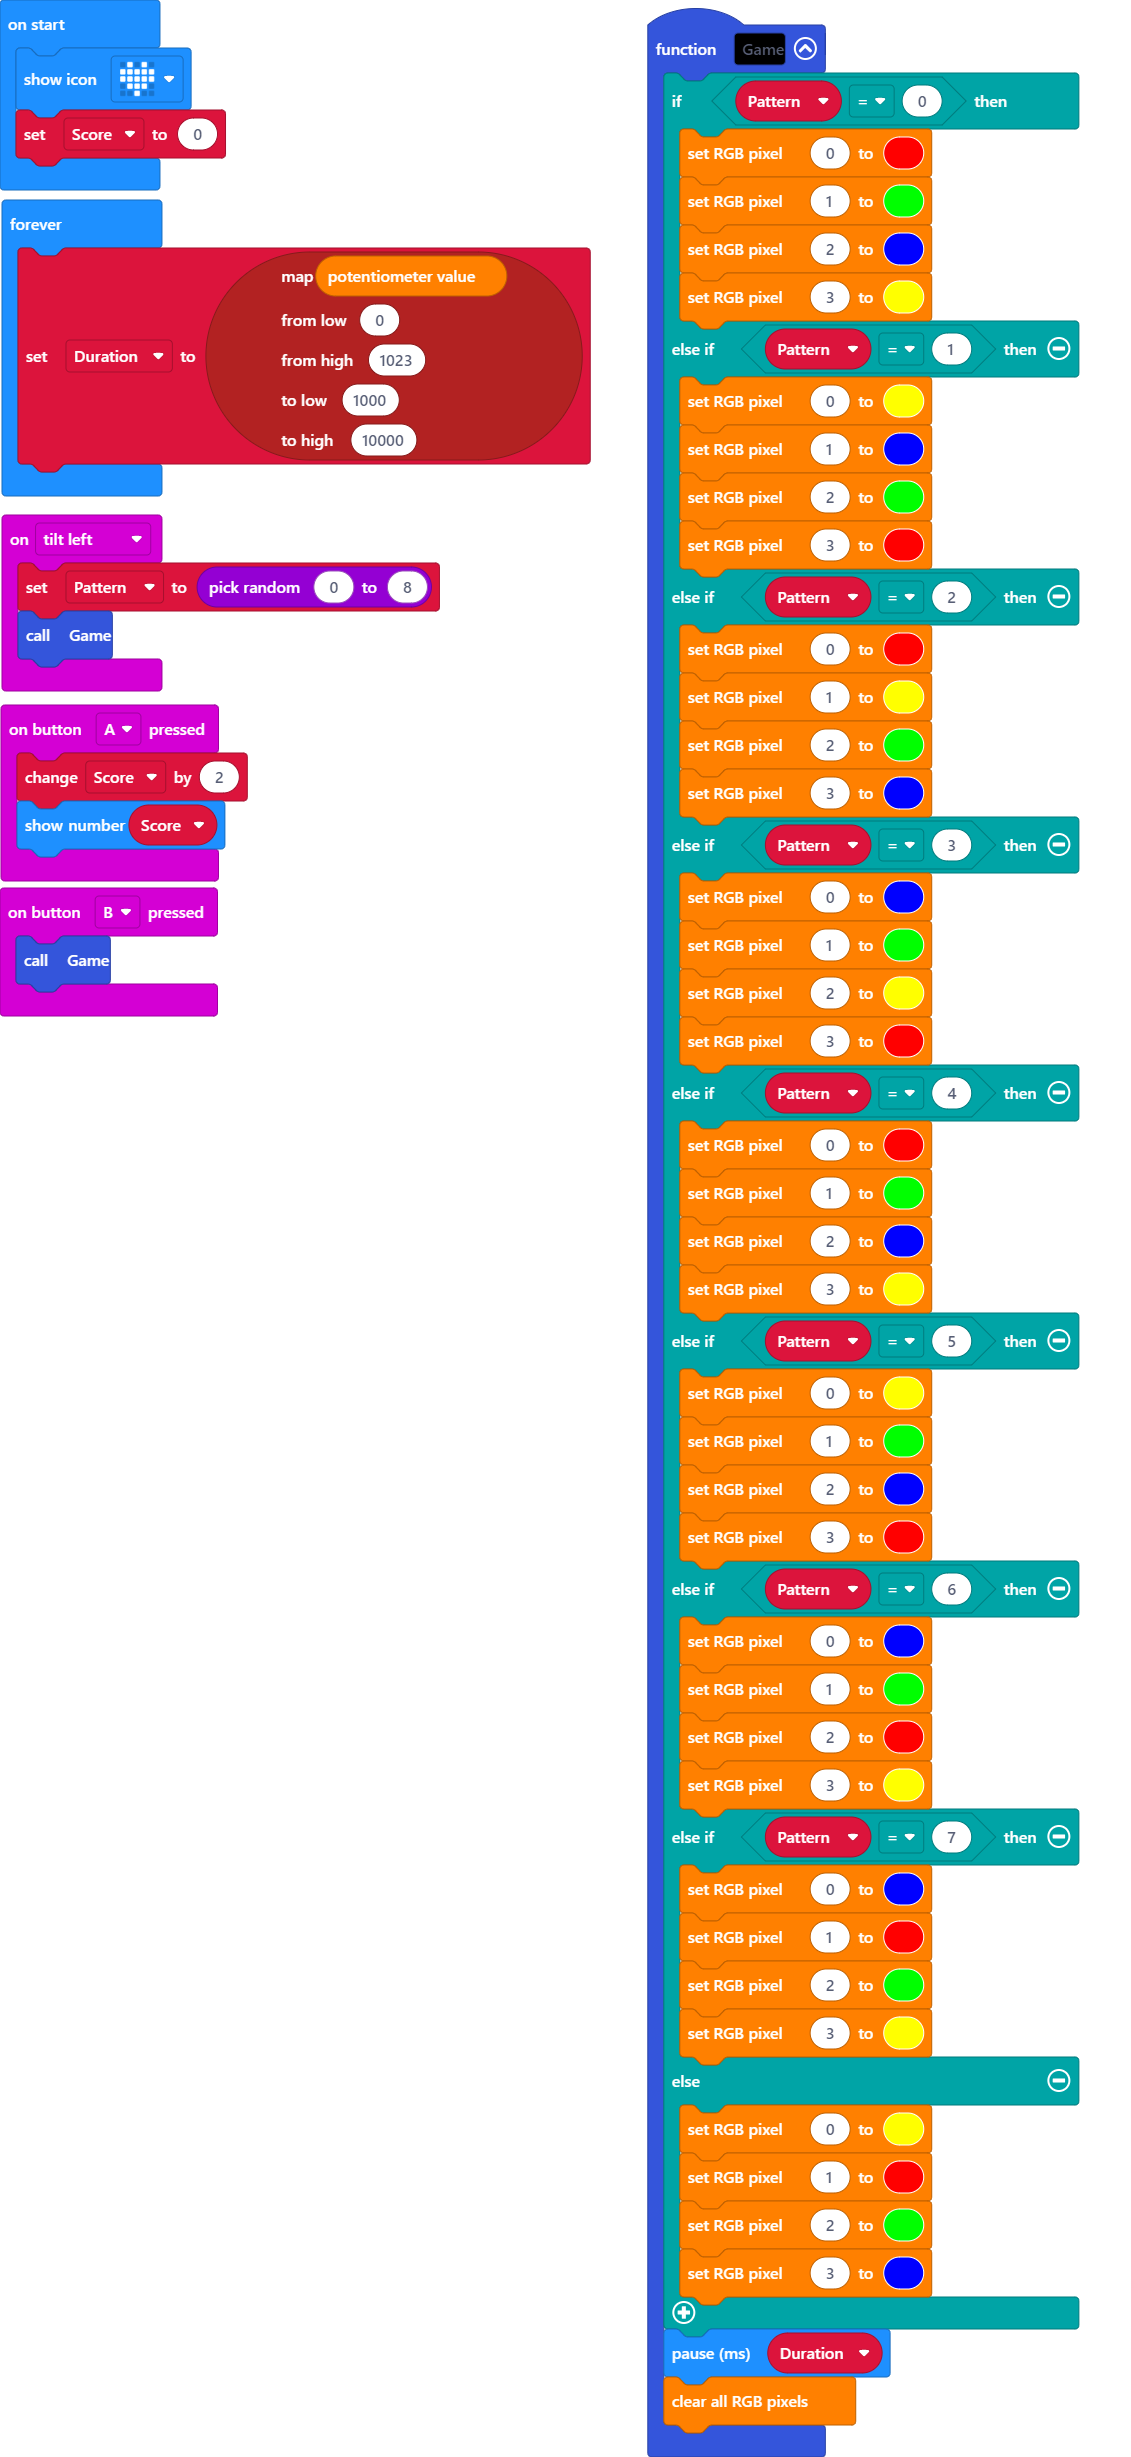 on start
show icon
set Score to 0
forever
map potentiometer value
from low 0
set Duration to
from high 1023
to low 1000
to high 10000
on tilt left
set Pattern to pick random 0 to 8
call Game
on button A pressed
change Score by 2
show number Score
on button B pressed
call Game
function Game
if Pattern = 0 then
set RGB pixel 0 to
set RGB pixel 1 to
set RGB pixel 2 to
set RGB pixel 3 to
else if Pattern = 1 then
set RGB pixel 0 to
set RGB pixel 1 to
set RGB pixel 2 to
set RGB pixel 3 to
else if Pattern = 2 then
set RGB pixel 0 to
set RGB pixel 1 to
set RGB pixel 2 to
set RGB pixel 3 to
else if Pattern = 3 then
set RGB pixel 0 to
set RGB pixel 1 to
set RGB pixel 2 to
set RGB pixel 3 to
else if Pattern = 4 then
set RGB pixel 0 to
set RGB pixel 1 to
set RGB pixel 2 to
set RGB pixel 3 to
else if Pattern = 5 then
set RGB pixel 0 to
set RGB pixel 1 to
set RGB pixel 2 to
set RGB pixel 3 to
else if Pattern = 6 then
set RGB pixel 0 to
set RGB pixel 1 to
set RGB pixel 2 to
set RGB pixel 3 to
else if Pattern = 7 then
set RGB pixel 0 to
set RGB pixel 1 to
set RGB pixel 2 to
set RGB pixel 3 to
else
set RGB pixel 0 to
set RGB pixel 1 to
set RGB pixel 2 to
set RGB pixel 3 to
pause (ms) Duration
clear all RGB pixels